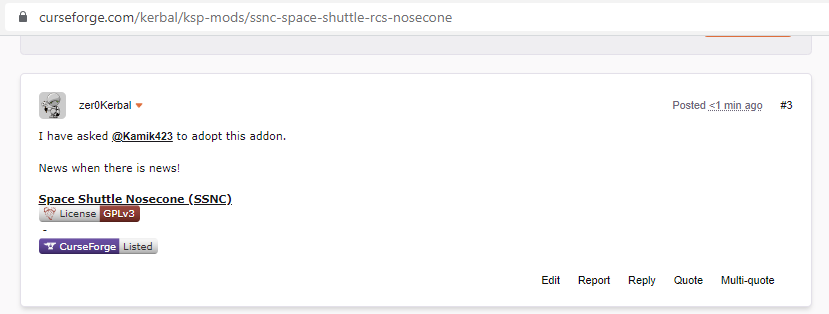 curseforge.com/kerbal/ksp-mods/ssnc-space-shuttle-rcs-nosecone
zer0Kerbal
Posted <1 min ago #3
I have asked @Kamik423 to adopt this addon.
News when there is news!
Space Shuttle Nosecone (SSNC)
License GPLv3
-
CurseForge Listed
Edit Report Reply Quote Multi-quote